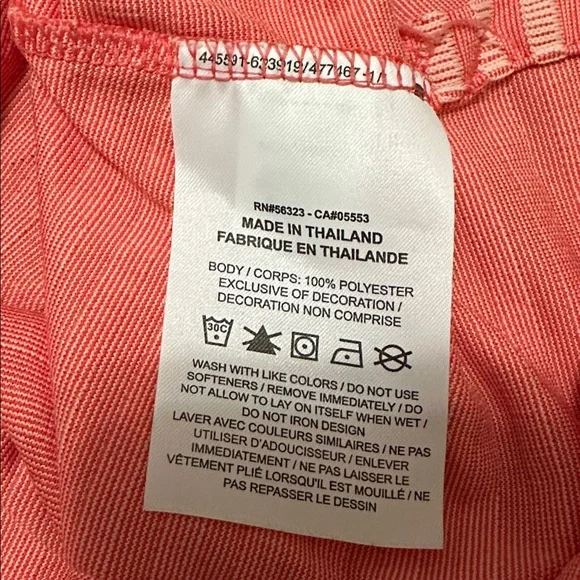 RN#56323 - CA#05553
MADE IN THAILAND
FABRIQUE EN THAILANDE
BODY / CORPS: 100% POLYESTER
EXCLUSIVE OF DECORATION /
DECORATION NON COMPRISE
30C
WASH WITH LIKE COLORS / DO NOT USE
SOFTENERS / REMOVE IMMEDIATELY / DO
NOT ALLOW TO LAY ON ITSELF WHEN WET /
DO NOT IRON DESIGN
LAVER AVEC COULEURS SIMILAIRES / NE PAS
UTILISER D'ADOUCISSEUR / ENLEVER
IMMEDIATEMENT / NE PAS LAISSER LE
VÊTEMENT PLIÉ LORSQU'IL EST MOUILLÉ / NE
PAS REPASSER LE DESSIN